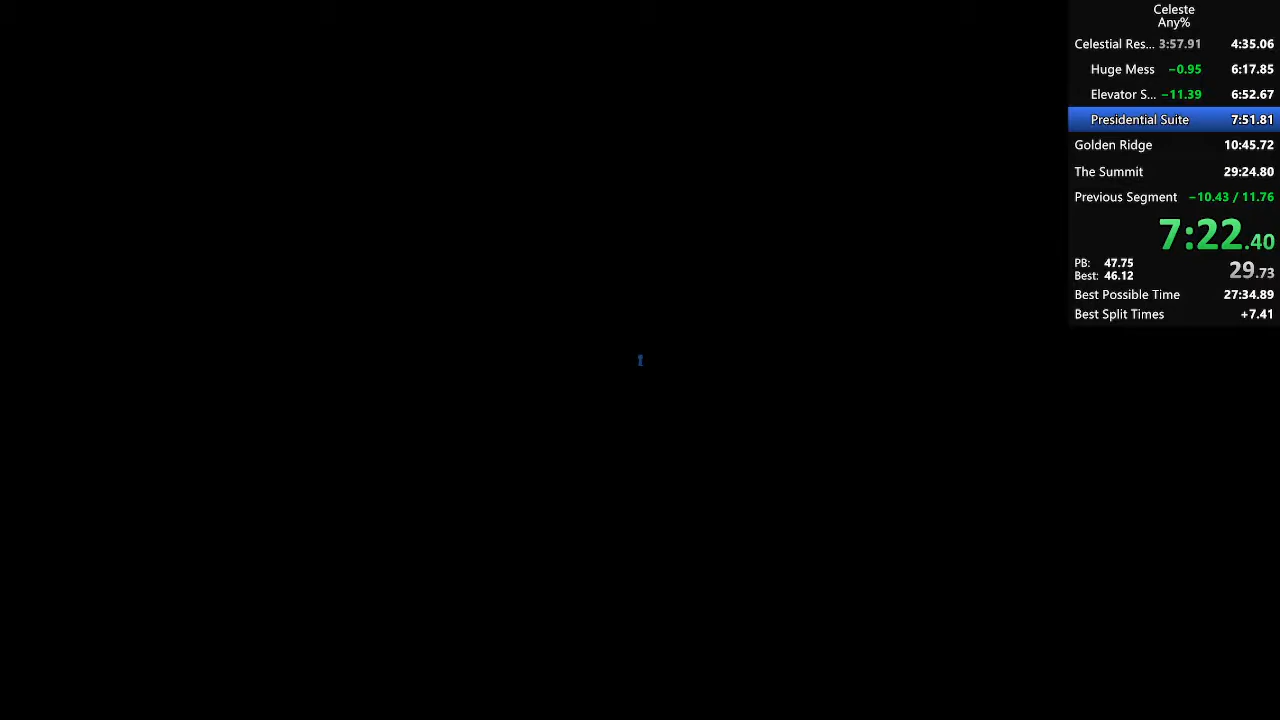 Celeste
Any%
Celestial Res... 3:57.91 4:35.06
Huge Mess −0.95 6:17.85
Elevator S... −11.39 6:52.67
Presidential Suite 7:51.81
Golden Ridge 10:45.72
The Summit 29:24.80
Previous Segment −10.43 / 11.76
7:22.40
PB: 47.75 29.73
Best: 46.12
Best Possible Time 27:34.89
Best Split Times +7.41